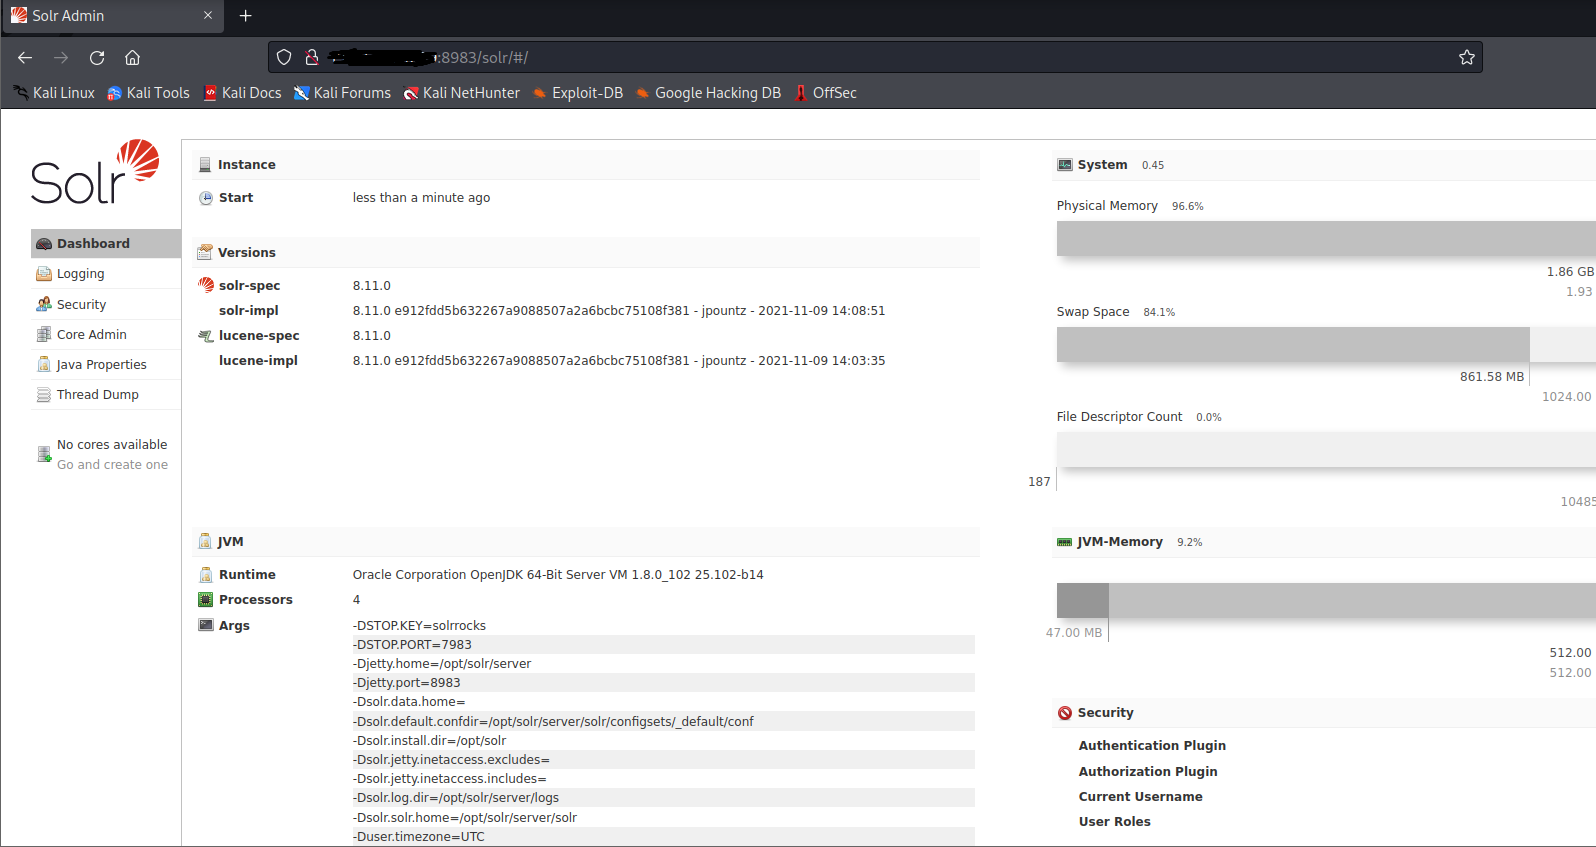 Solr Admin
:8983/solr/#/
Kali Linux Kali Tools Kali Docs Kali Forums Kali NetHunter Exploit-DB Google Hacking DB OffSec
Solr
Dashboard
Logging
Security
Core Admin
Java Properties
Thread Dump
No cores available
Go and create one
Instance
Start less than a minute ago
Versions
solr-spec 8.11.0
solr-impl 8.11.0 e912fdd5b632267a9088507a2a6bcbc75108f381 - jpountz - 2021-11-09 14:08:51
lucene-spec 8.11.0
lucene-impl 8.11.0 e912fdd5b632267a9088507a2a6bcbc75108f381 - jpountz - 2021-11-09 14:03:35
JVM
Runtime Oracle Corporation OpenJDK 64-Bit Server VM 1.8.0_102 25.102-b14
Processors 4
Args -DSTOP.KEY=solrrocks
-DSTOP.PORT=7983
-Djetty.home=/opt/solr/server
-Djetty.port=8983
-Dsolr.data.home=
-Dsolr.default.confdir=/opt/solr/server/solr/configsets/_default/conf
-Dsolr.install.dir=/opt/solr
-Dsolr.jetty.inetaccess.excludes=
-Dsolr.jetty.inetaccess.includes=
-Dsolr.log.dir=/opt/solr/server/logs
-Dsolr.solr.home=/opt/solr/server/solr
-Duser.timezone=UTC
System 0.45
Physical Memory 96.6%
1.86 GB
1.93
Swap Space 84.1%
861.58 MB
1024.00
File Descriptor Count 0.0%
187
10485
JVM-Memory 9.2%
47.00 MB
512.00
512.00
Security
Authentication Plugin
Authorization Plugin
Current Username
User Roles